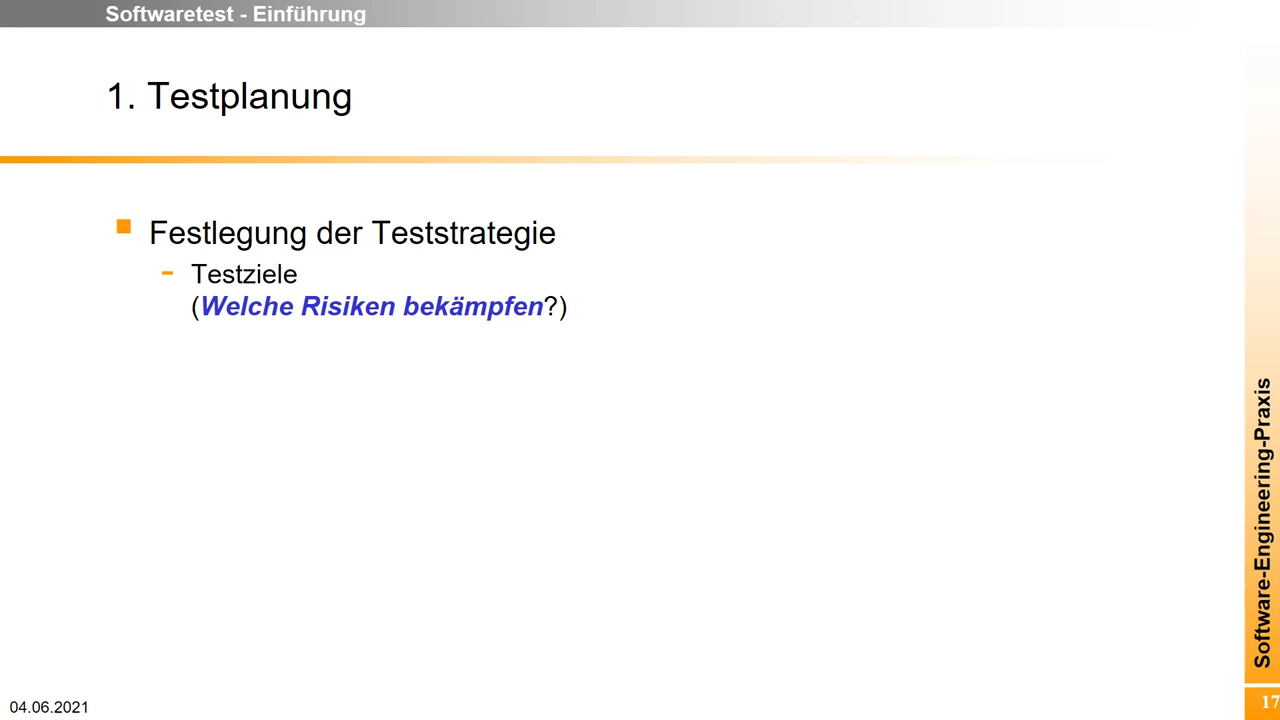 Softwaretest - Einführung
1. Testplanung
Festlegung der Teststrategie
- Testziele
(Welche Risiken bekämpfen?)
Software-Engineering-Praxis
04.06.2021
17